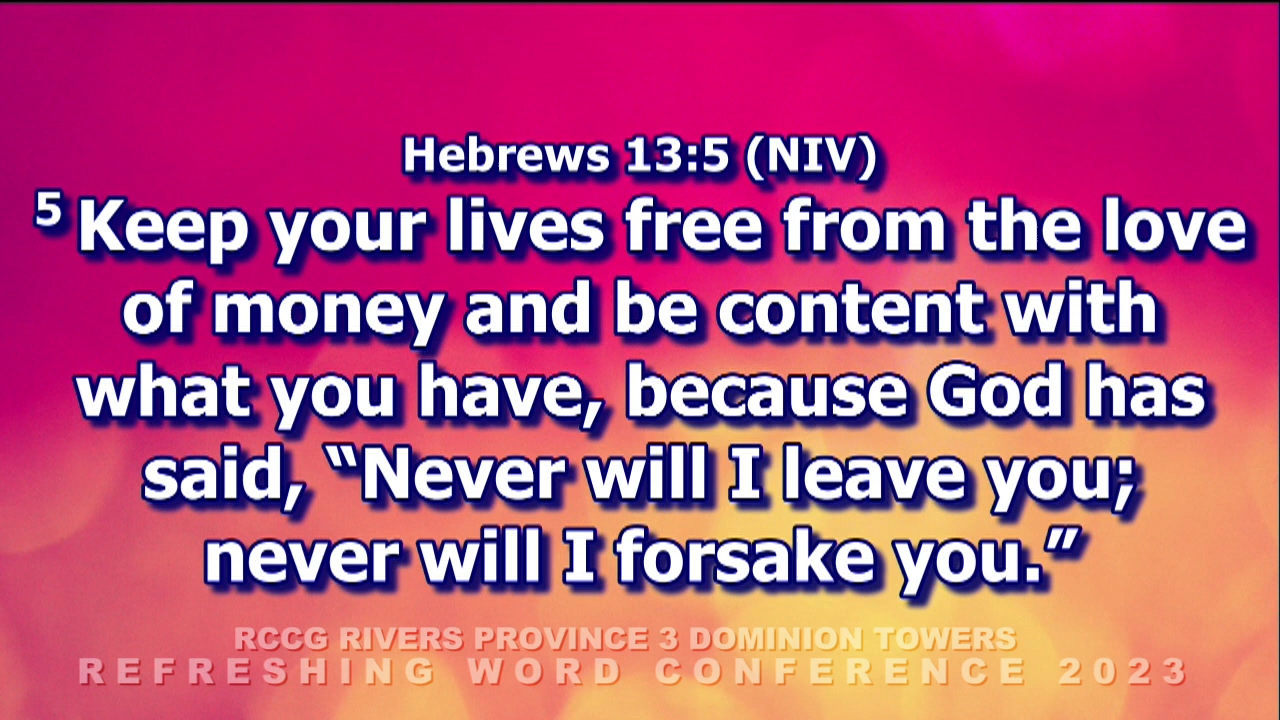 Hebrews 13:5 (NIV)
5 Keep your lives free from the love
of money and be content with
what you have, because God has
said, “Never will I leave you;
never will I forsake you.”
RCCG RIVERS PROVINCE 3 DOMINION TOWERS
REFRESHING WORD CONFERENCE 2023